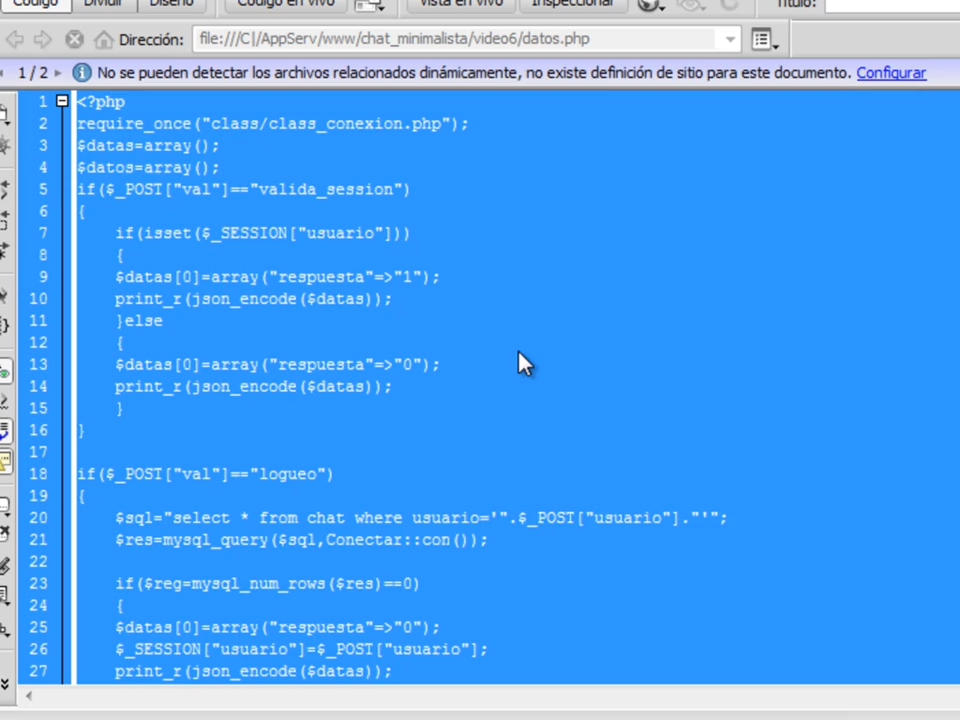 Código Dividir Diseño Código en vivo Vista en vivo Inspeccionar Título:
Dirección: file:///C|/AppServ/www/chat_minimalista/video6/datos.php
1 / 2 No se pueden detectar los archivos relacionados dinámicamente, no existe definición de sitio para este documento. Configurar
1 <?php
2 require_once("class/class_conexion.php");
3 $datas=array();
4 $datos=array();
5 if($_POST["val"]=="valida_session")
6 {
7 if(isset($_SESSION["usuario"]))
8 {
9 $datas[0]=array("respuesta"=>"1");
10 print_r(json_encode($datas));
11 }else
12 {
13 $datas[0]=array("respuesta"=>"0");
14 print_r(json_encode($datas));
15 }
16 }
17
18 if($_POST["val"]=="logueo")
19 {
20 $sql="select * from chat where usuario='".$_POST["usuario"]."'";
21 $res=mysql_query($sql,Conectar::con());
22
23 if($reg=mysql_num_rows($res)==0)
24 {
25 $datas[0]=array("respuesta"=>"0");
26 $_SESSION["usuario"]=$_POST["usuario"];
27 print_r(json_encode($datas));